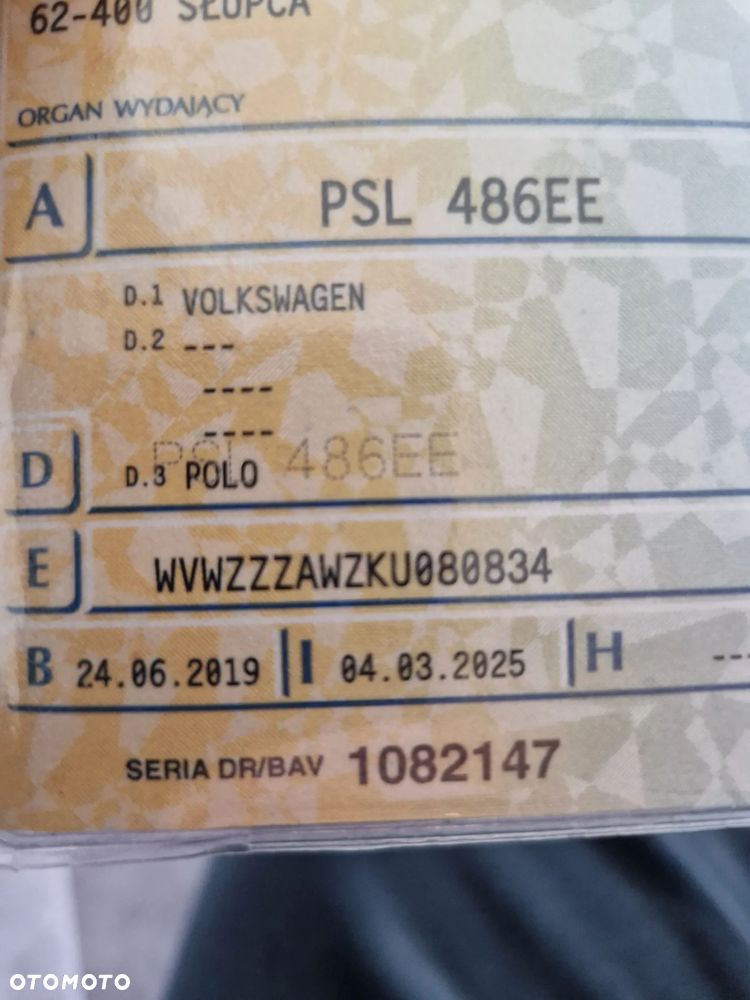 62-400 SŁUPCA
ORGAN WYDAJĄCY
A PSL 486EE
D.1 VOLKSWAGEN
D.2 ---
----
----
PSL 486EE
D D.3 POLO
E WVWZZZAWZKU080834
B 24.06.2019 I 04.03.2025 H ---
SERIA DR/BAV 1082147
OTOMOTO